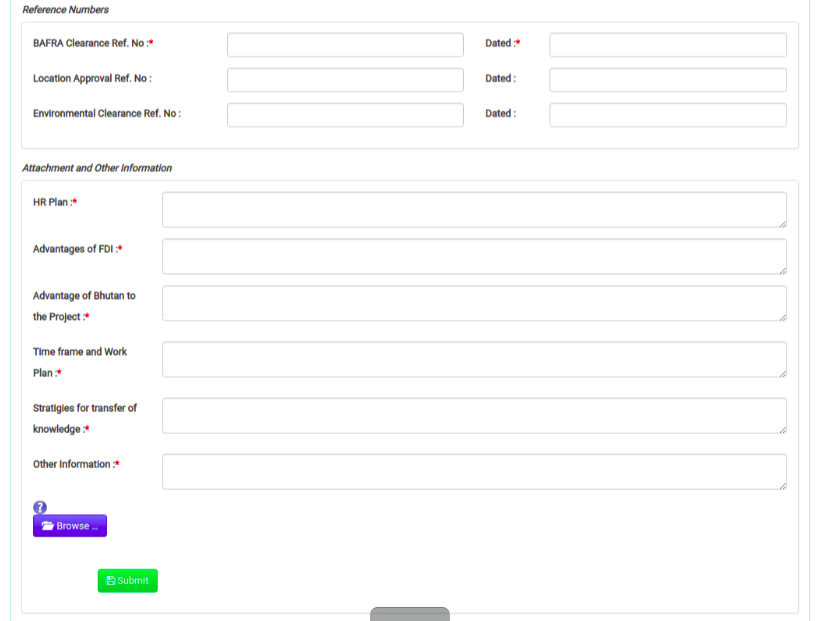 Reference Numbers
BAFRA Clearance Ref. No :* Dated :*
Location Approval Ref. No : Dated :
Environmental Clearance Ref. No : Dated :
Attachment and Other Information
HR Plan :*
Advantages of FDI :*
Advantage of Bhutan to
the Project :*
Time frame and Work
Plan :*
Stratigies for transfer of
knowledge :*
Other Information :*
?
Browse ...
Submit